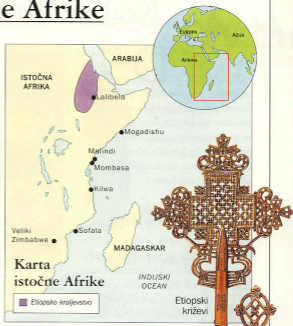 e Afrike
EUROPA
AZIJA
AFRIKA
ARABIJA
ISTOČNA
AFRIKA
Lalibela
Mogadishu
Malindi
Mombasa
Kilwa
Veliki
Zimbabwe
Sofala
MADAGASKAR
Karta
istočne Afrike
INDIJSKI
OCEAN
Etiopsko kraljevstvo
Etiopski
križevi